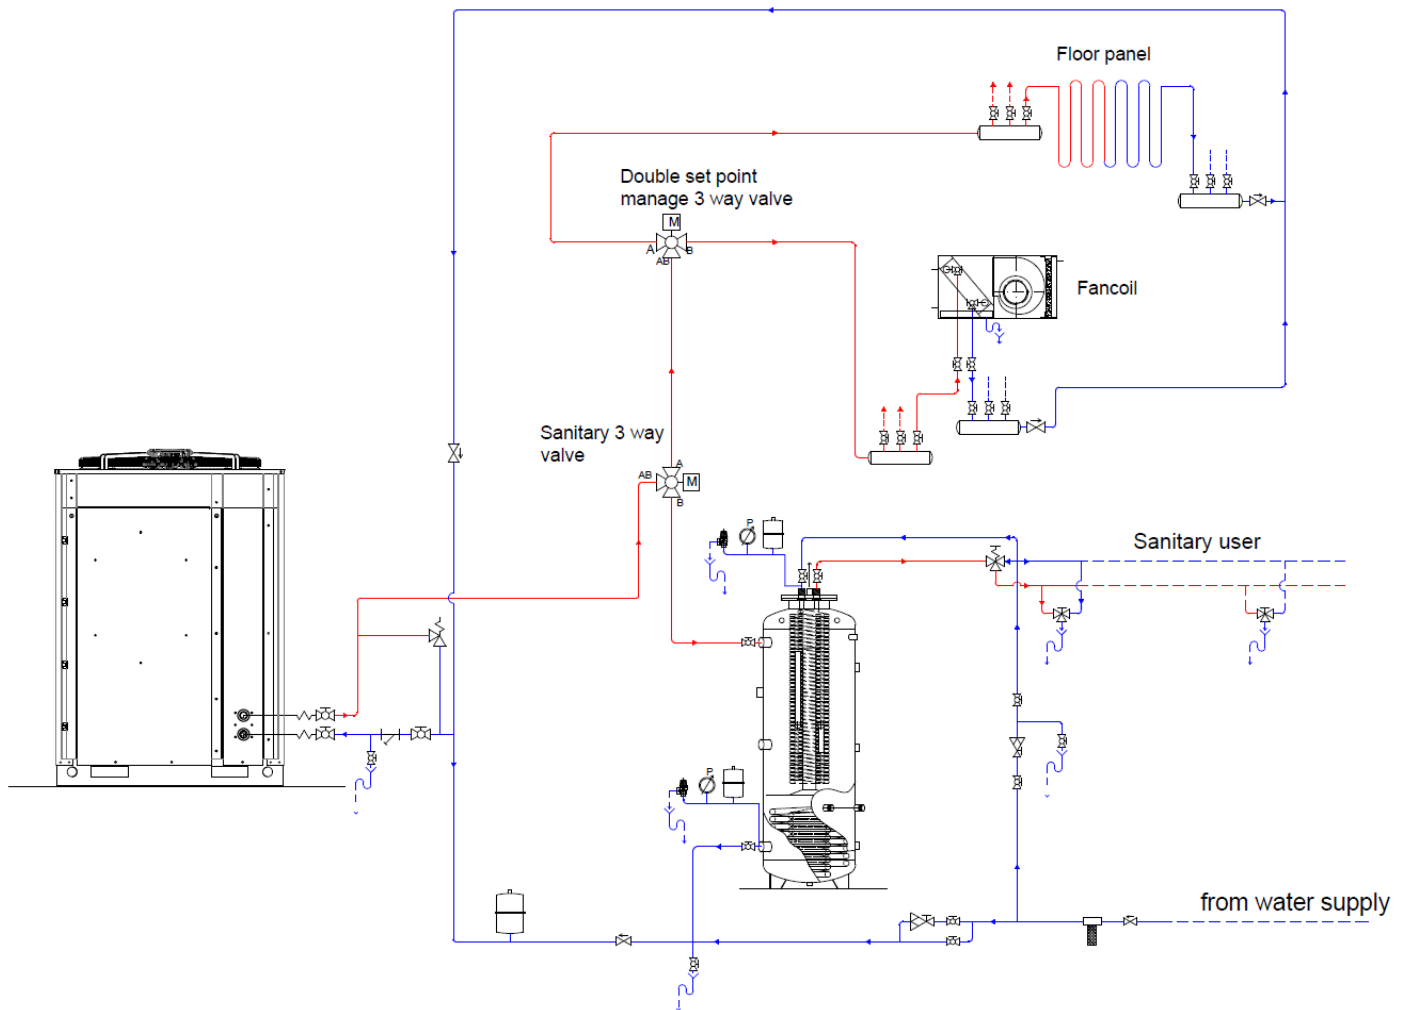 Floor panel
Double set point
manage 3 way valve
M
A
B
AB
Fancoil
Sanitary 3 way
valve
A
AB
M
B
P
Sanitary user
P
from water supply